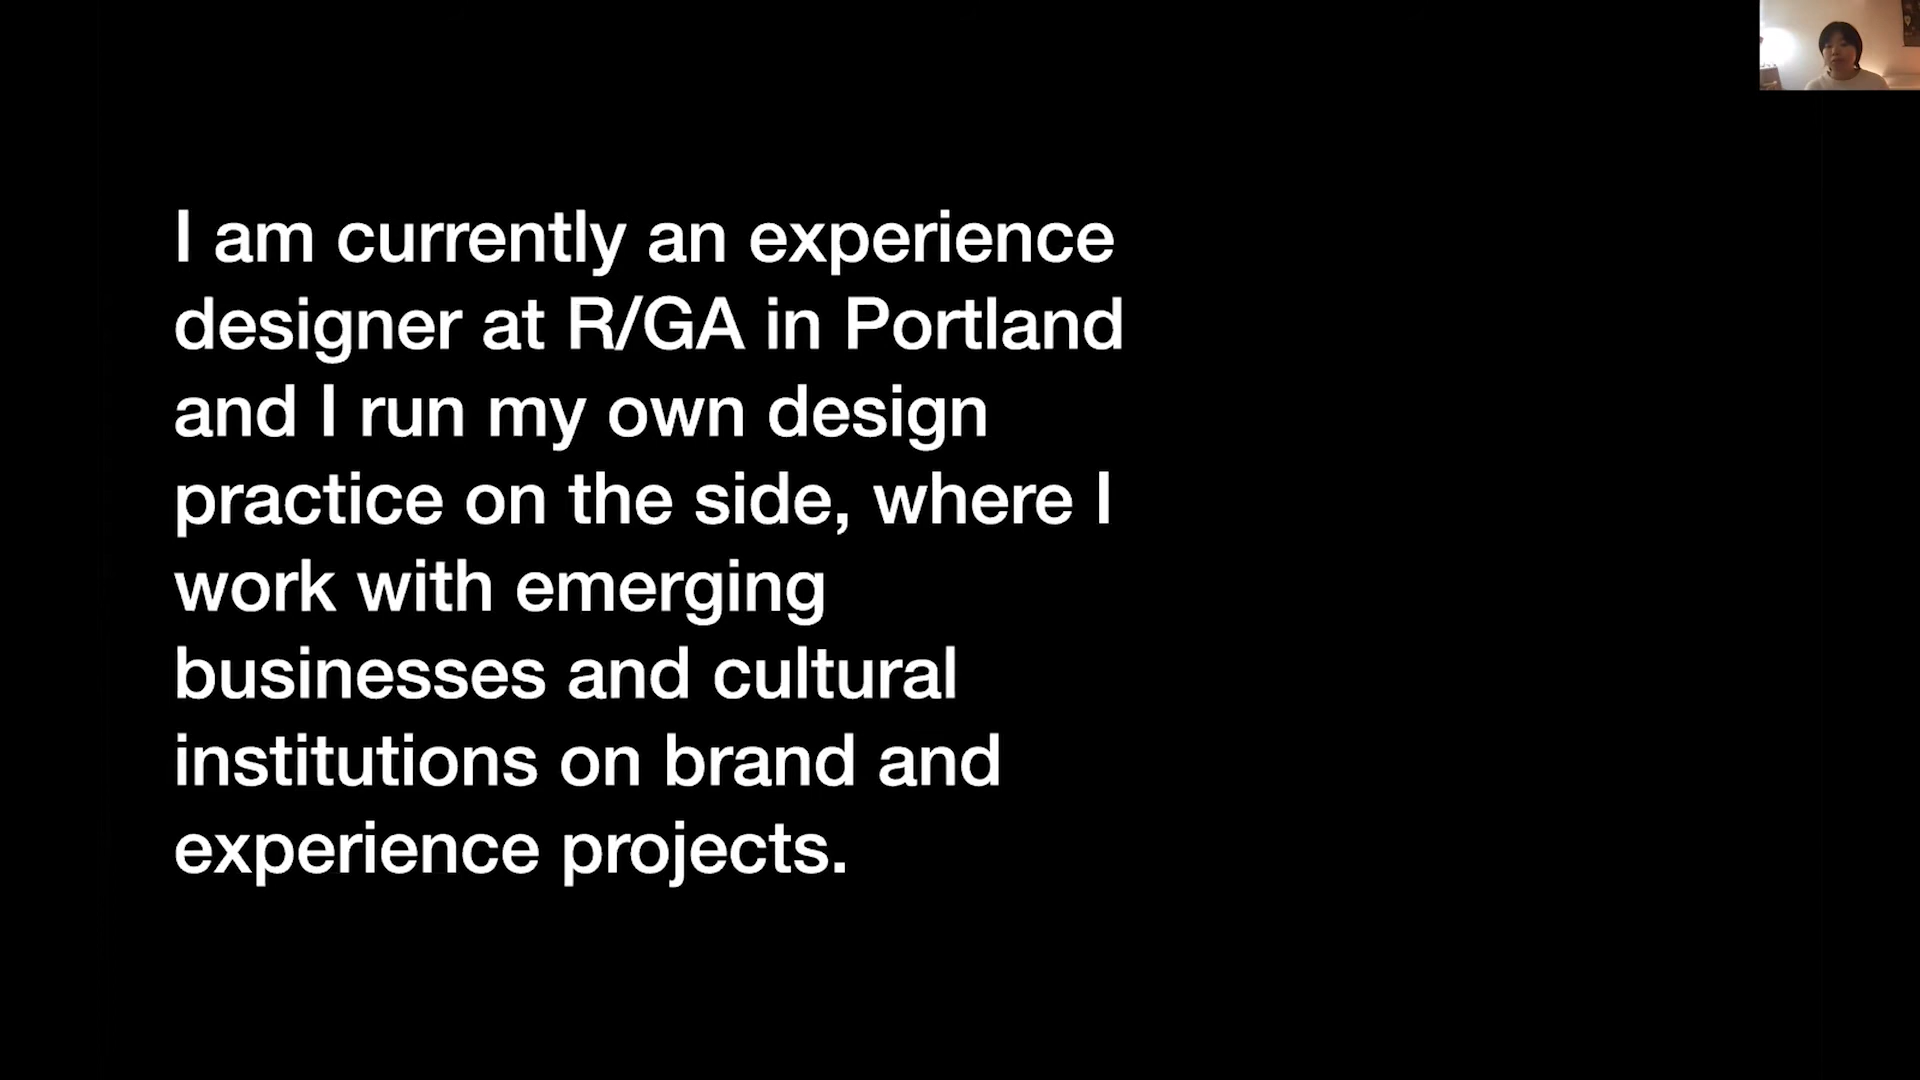 I am currently an experience
designer at R/GA in Portland
and I run my own design
practice on the side, where I
work with emerging
businesses and cultural
institutions on brand and
experience projects.